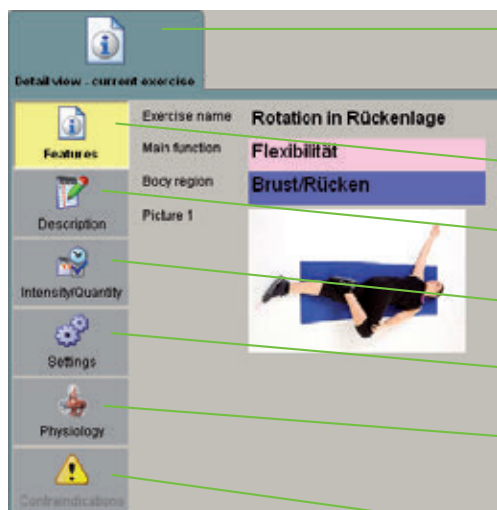 Detail view - current exercise
Features
Exercise name Rotation in Rückenlage
Main function Flexibilität
Body region Brust/Rücken
Picture 1
Description
Intensity/Quantity
Settings
Physiology
Contraindications